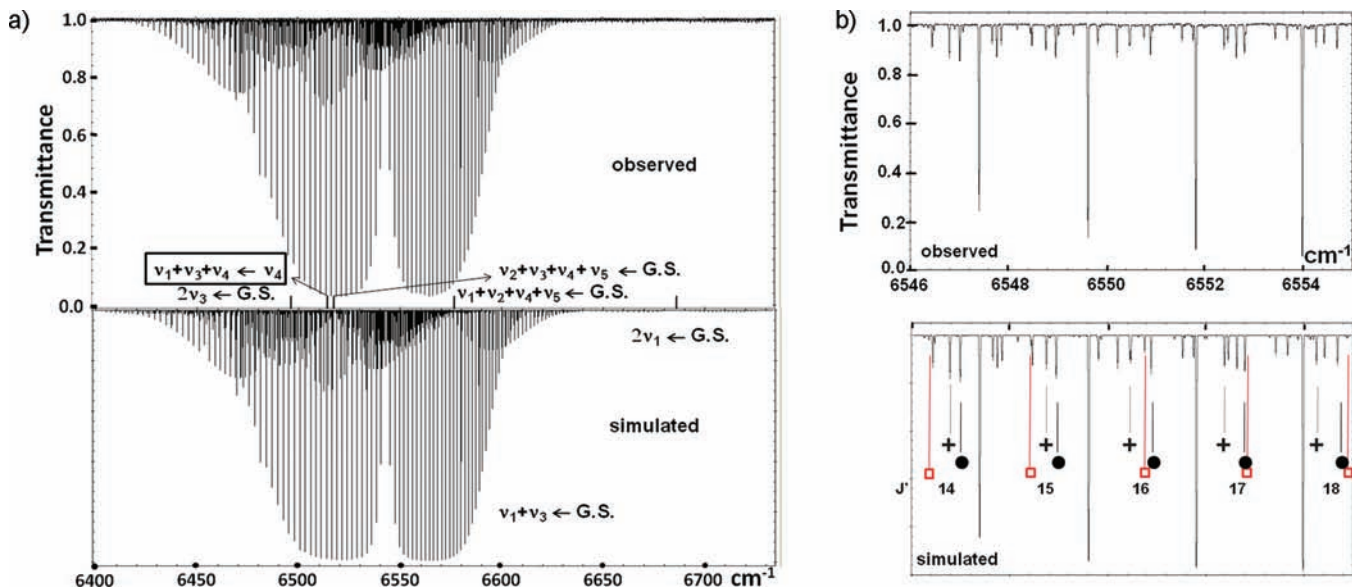 a)
1.0
0.8
0.6
0.4
0.2
0.0
Transmittance
observed
ν₁+ν₃+ν₄ ← ν₄
2ν₃ ← G.S.
ν₂+ν₃+ν₄+ν₅ ← G.S.
ν₁+ν₂+ν₄+ν₅ ← G.S.
2ν₁ ← G.S.
simulated
ν₁+ν₃ ← G.S.
6400 6450 6500 6550 6600 6650 6700 cm⁻¹
b)
1.0
0.8
0.6
0.4
0.2
0.0
Transmittance
observed
cm⁻¹
6546 6548 6550 6552 6554
J" 14 15 16 17 18
simulated